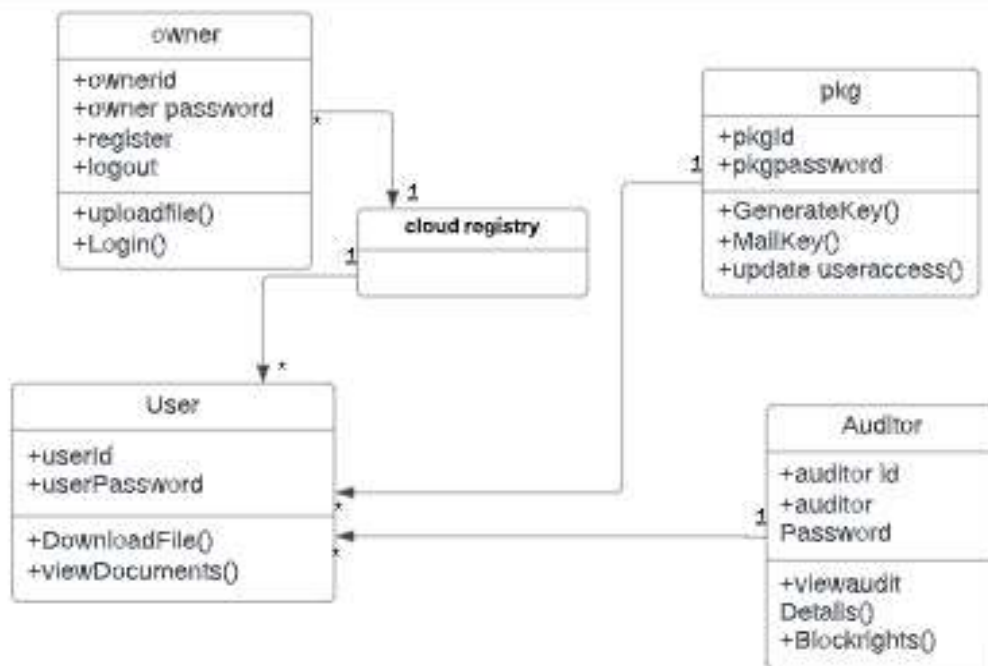 owner
+ownerid
+owner password
+register
+logout
+uploadfile()
+Login()
*
1
cloud registry
1
*
pkg
+pkgid
+pkgpassword
+GenerateKey()
+MailKey()
+update useraccess()
1
*
User
+userid
+userPassword
+DownloadFile()
+viewDocuments()
*
1
Auditor
+auditor id
+auditor
Password
+viewaudit
Details()
+Blockrights()